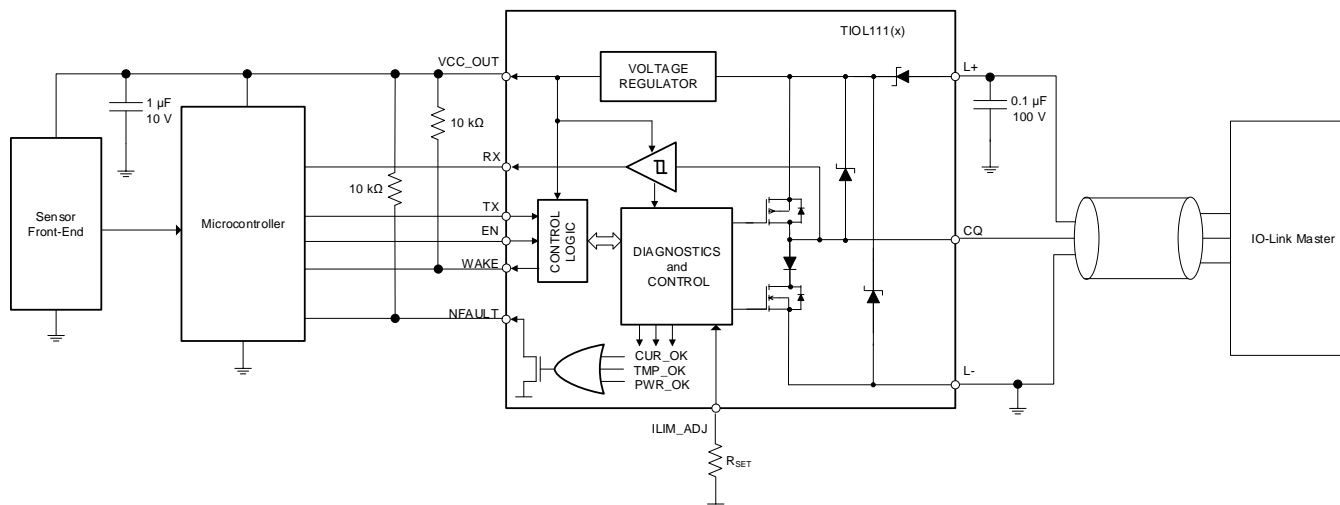 TIOL111(x)
VCC_OUT
VOLTAGE
REGULATOR
L+
1 µF
10 V
10 kΩ
0.1 µF
100 V
RX
10 kΩ
Sensor
Front-End
Microcontroller
TX
EN
WAKE
NFAULT
CONTROL
LOGIC
DIAGNOSTICS
and
CONTROL
CQ
IO-Link Master
CUR_OK
TMP_OK
PWR_OK
L-
ILIM_ADJ
RSET